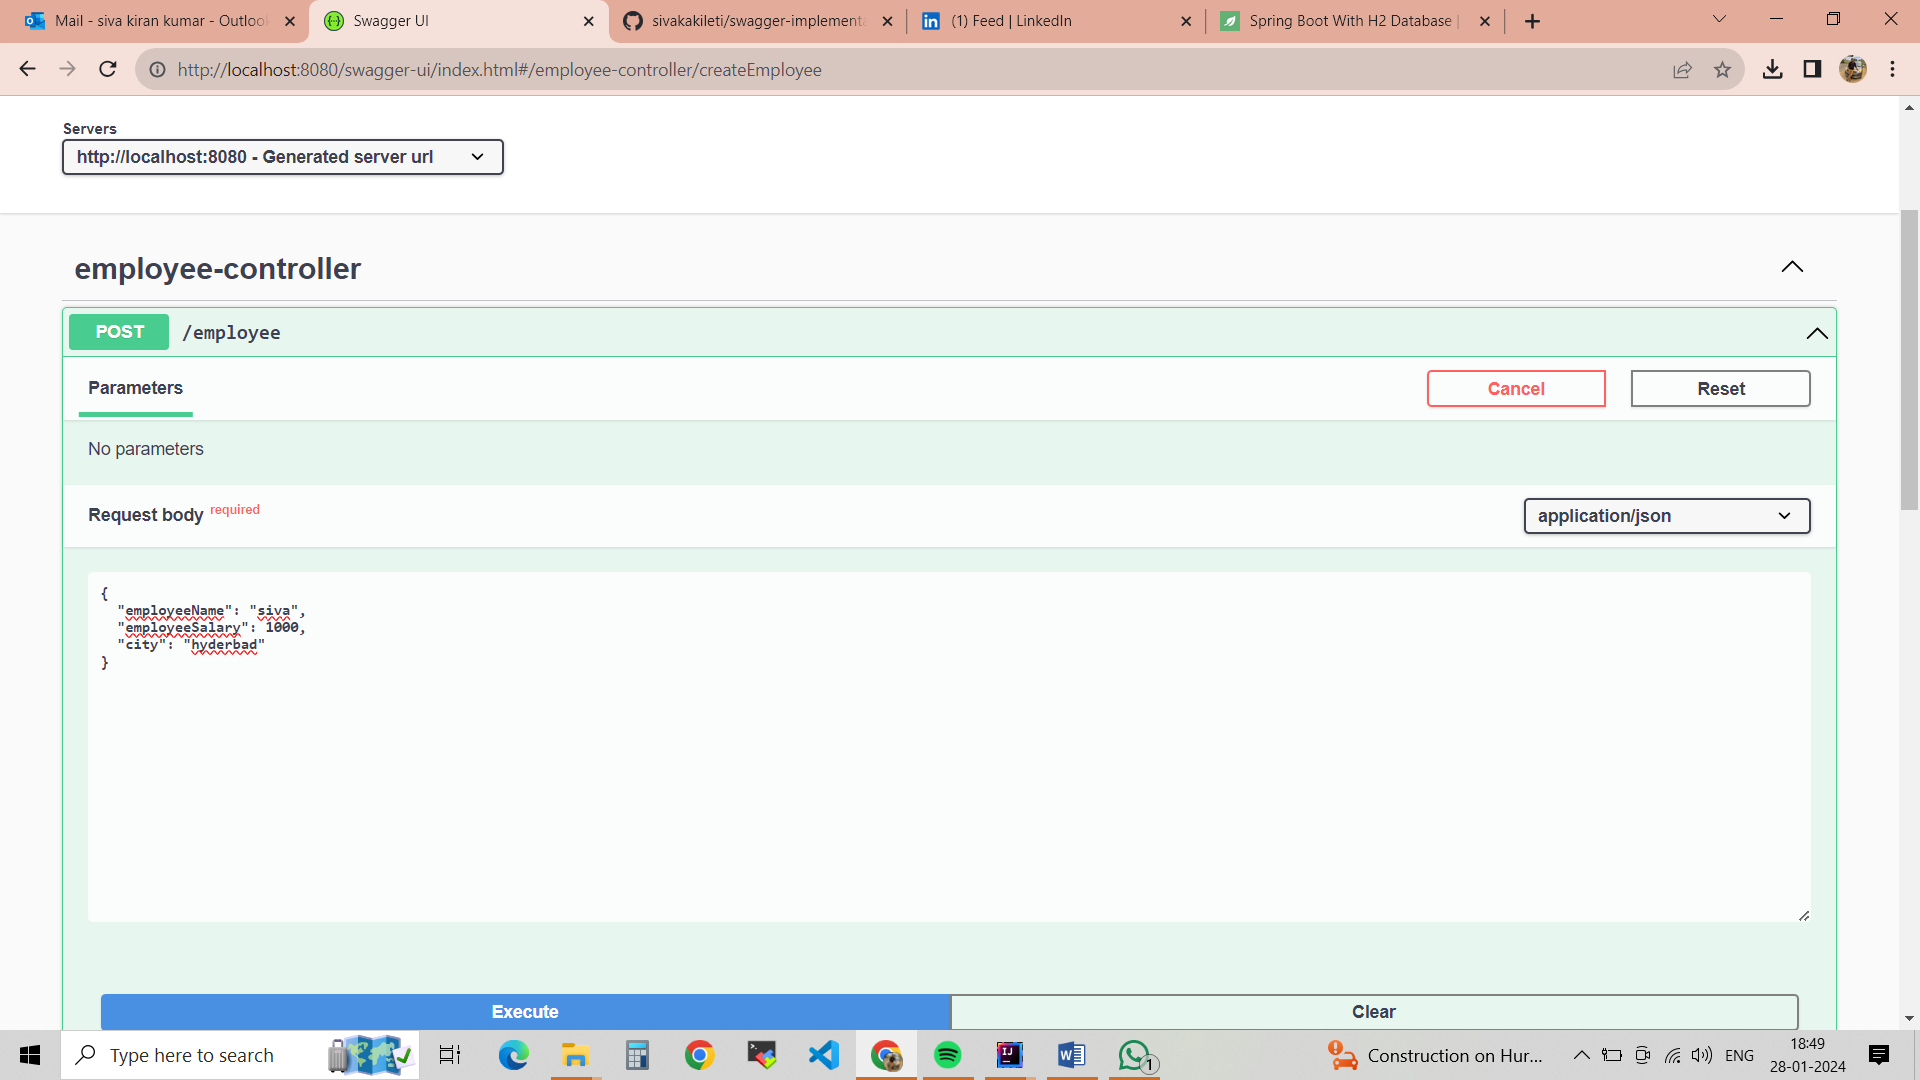 Mail - siva kiran kumar - Outloo
Swagger UI
sivakakileti/swagger-implementa
(1) Feed | LinkedIn
Spring Boot With H2 Database |
http://localhost:8080/swagger-ui/index.html#/employee-controller/createEmployee
Servers
http://localhost:8080 - Generated server url
employee-controller
POST /employee
Parameters
Cancel
Reset
No parameters
Request body required
application/json
{
"employeeName": "siva",
"employeeSalary": 1000,
"city": "hyderbad"
}
Execute
Clear
Type here to search
1
Construction on Hur...
ENG
18:49
28-01-2024